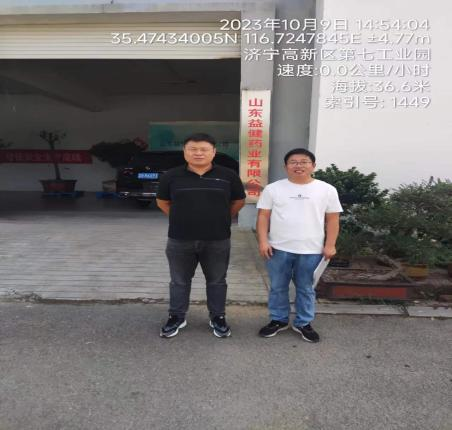 2023年10月9日 14:54:04
35.47434005N 116.7247845E ±4.77m
济宁高新区第七工业园
速度:0.0公里/小时
海拔:36.6米
索引号: 1449
山东益健药业有限公司